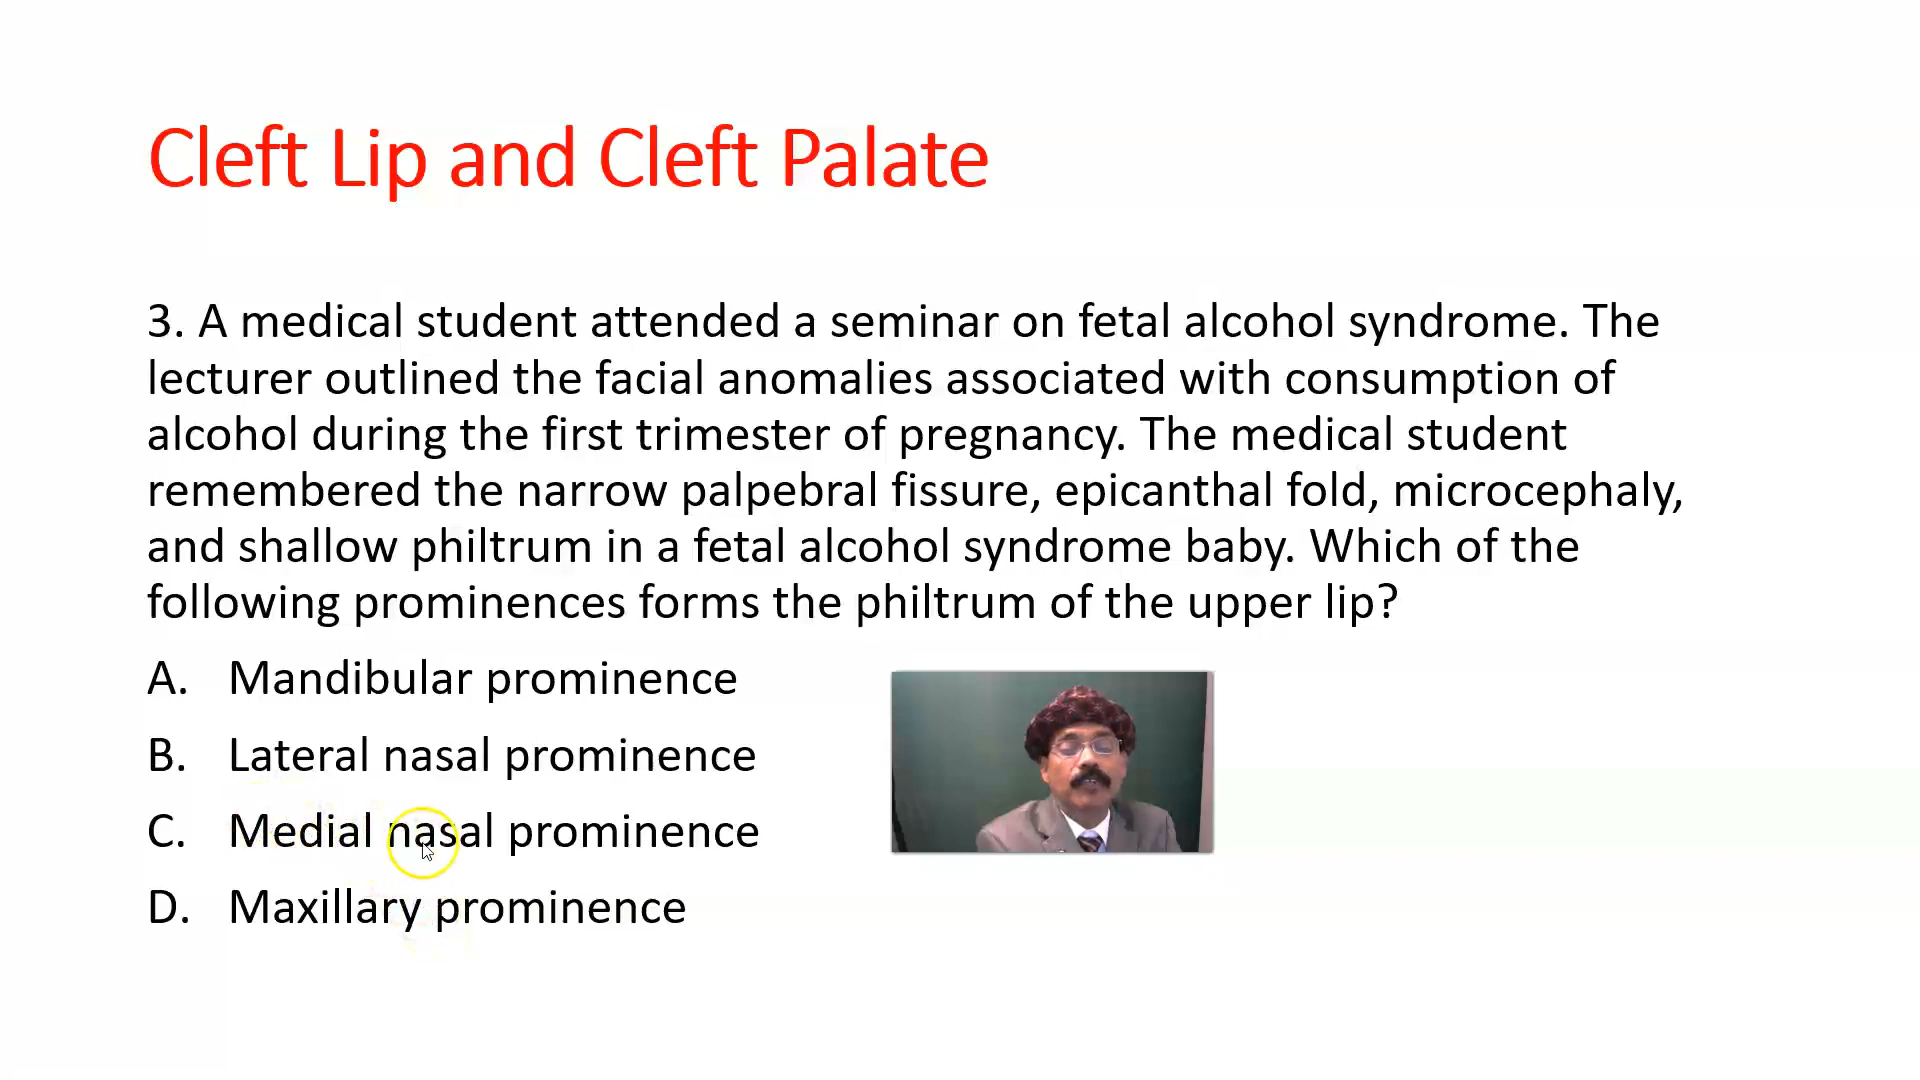 Cleft Lip and Cleft Palate
3. A medical student attended a seminar on fetal alcohol syndrome. The
lecturer outlined the facial anomalies associated with consumption of
alcohol during the first trimester of pregnancy. The medical student
remembered the narrow palpebral fissure, epicanthal fold, microcephaly,
and shallow philtrum in a fetal alcohol syndrome baby. Which of the
following prominences forms the philtrum of the upper lip?
A. Mandibular prominence
B. Lateral nasal prominence
C. Medial nasal prominence
D. Maxillary prominence